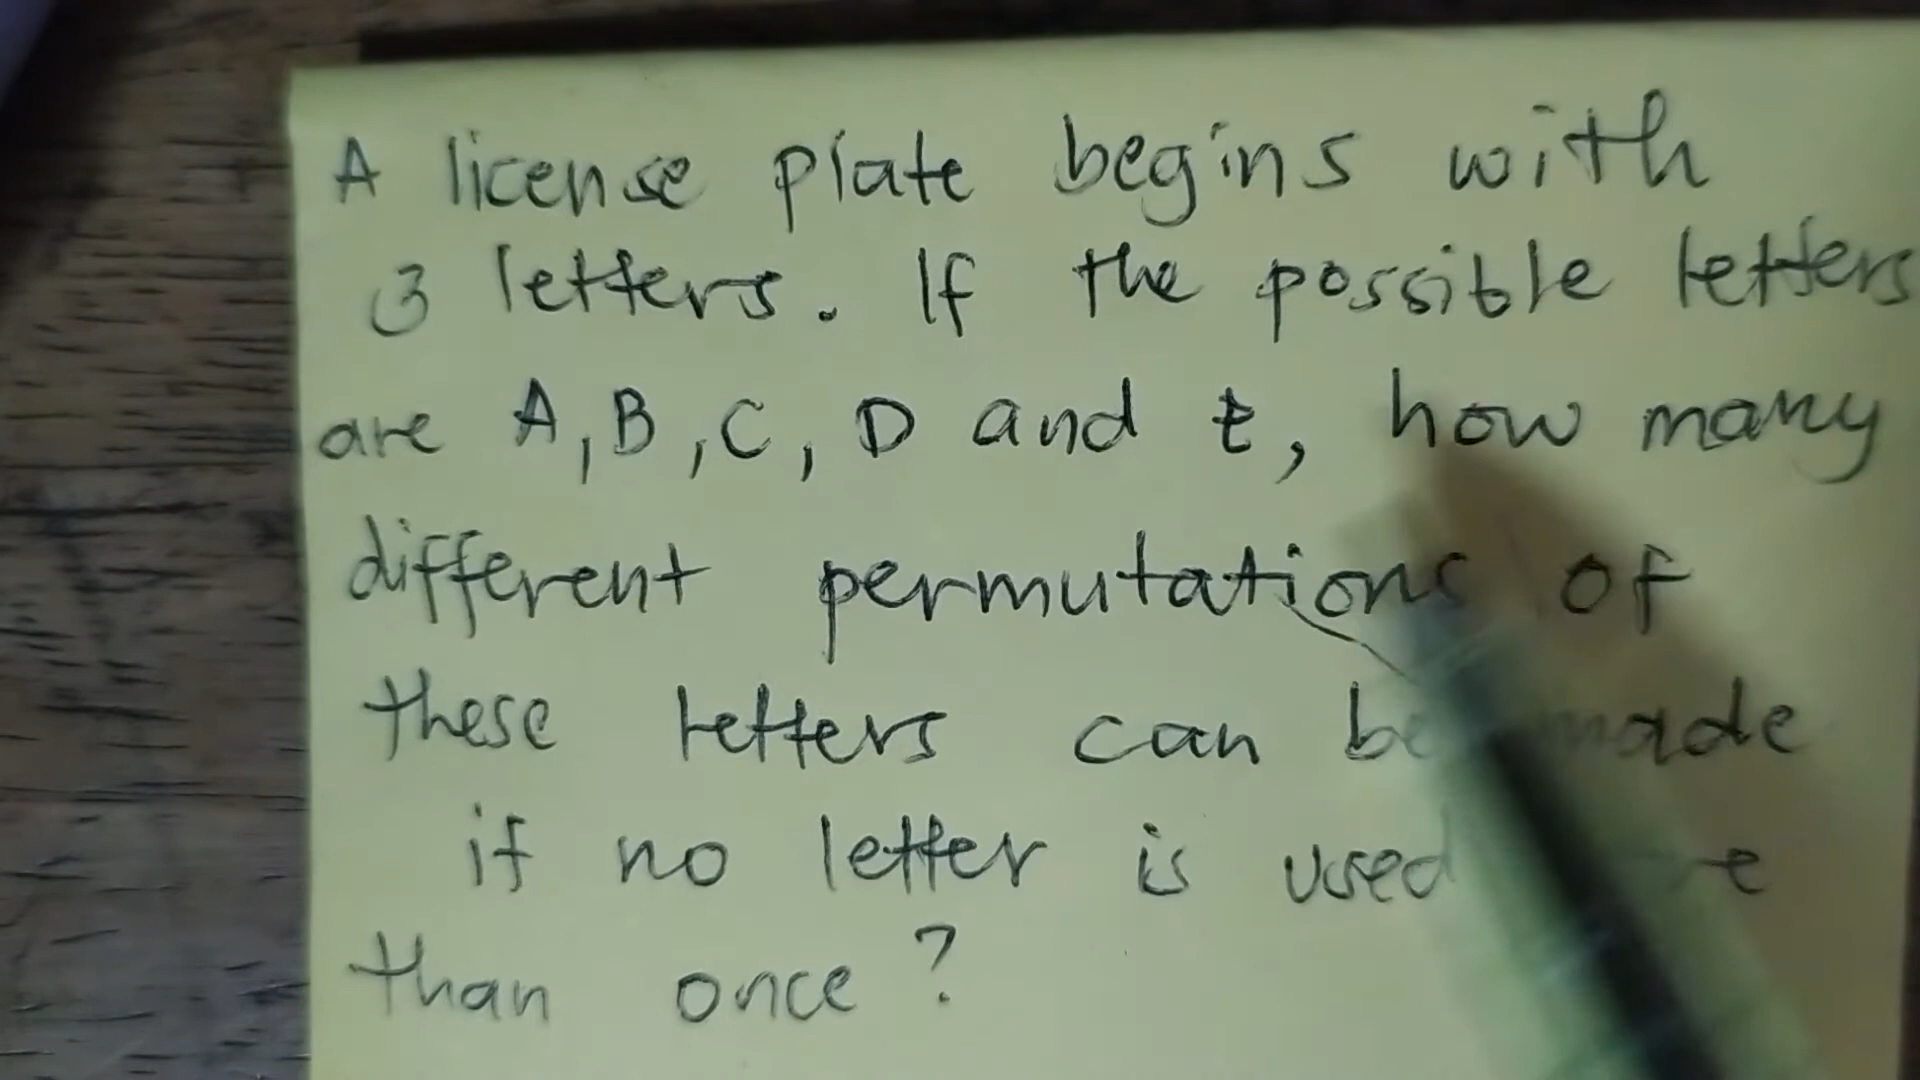 A license plate begins with
3 letters. If the possible letters
are A, B, C, D and E, how many
different permutations of
these letters can be made
if no letter is used
than once?